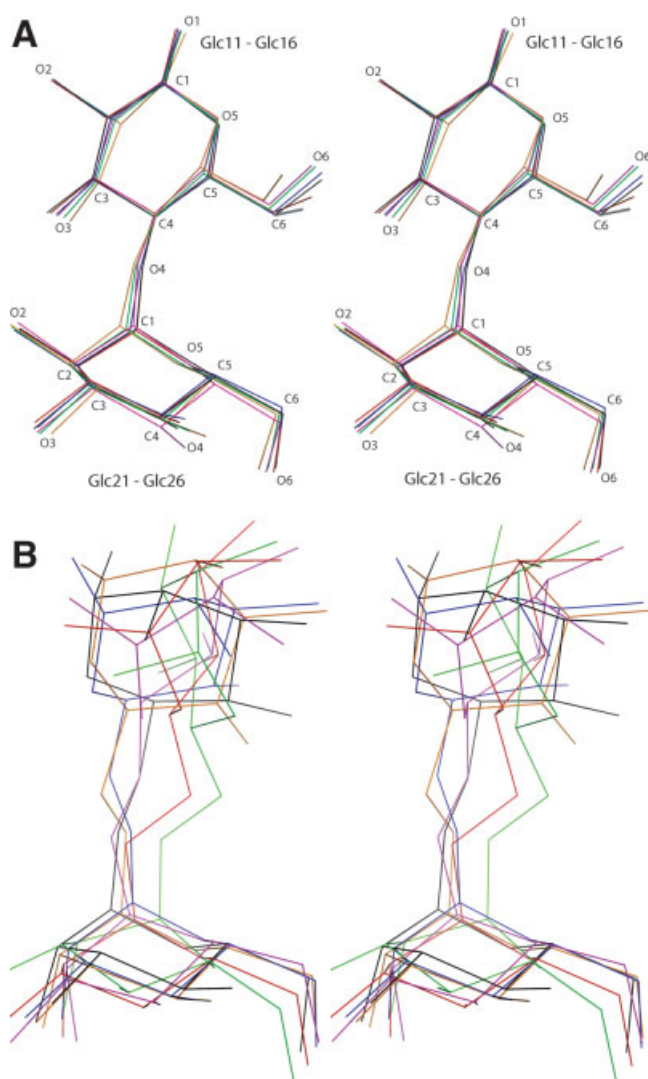 A
O1 O1
Glc11 - Glc16 Glc11 - Glc16
O2 C1 O2 C1
O5 O5
O6 O6
C3 C5 C3 C5
O3 C4 C6 O3 C4 C6
O4 O4
O2 C1 O2 C1
O5 O5
C2 C5 C2 C5
C3 C6 C3 C6
O3 C4 O4 O3 C4 O4
Glc21 - Glc26 O6 Glc21 - Glc26 O6
B